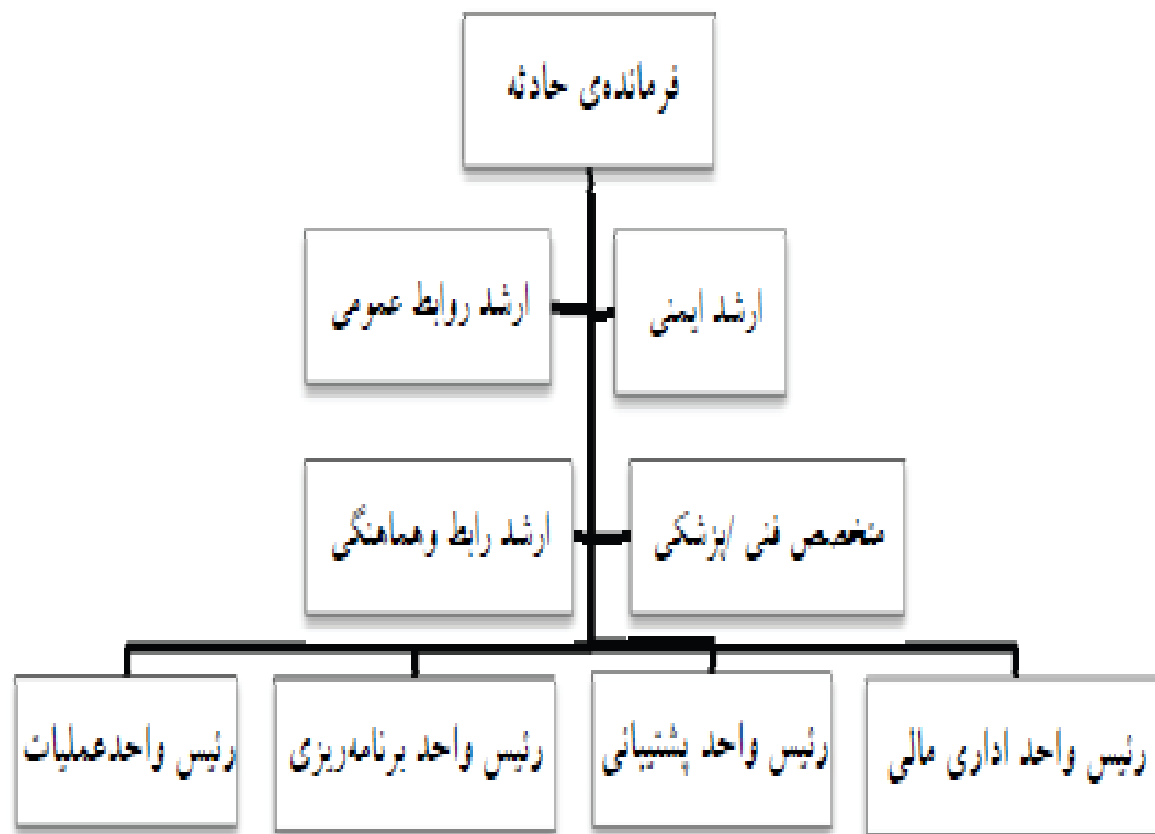 فرمانده‌ی حادثه
ارشد ایمنی
ارشد روابط عمومی
متخصص فنی /پزشکی
ارشد رابط وهماهنگی
رئیس واحد اداری مالی
رئیس واحد پشتیبانی
رئیس واحد برنامه‌ریزی
رئیس واحدعملیات